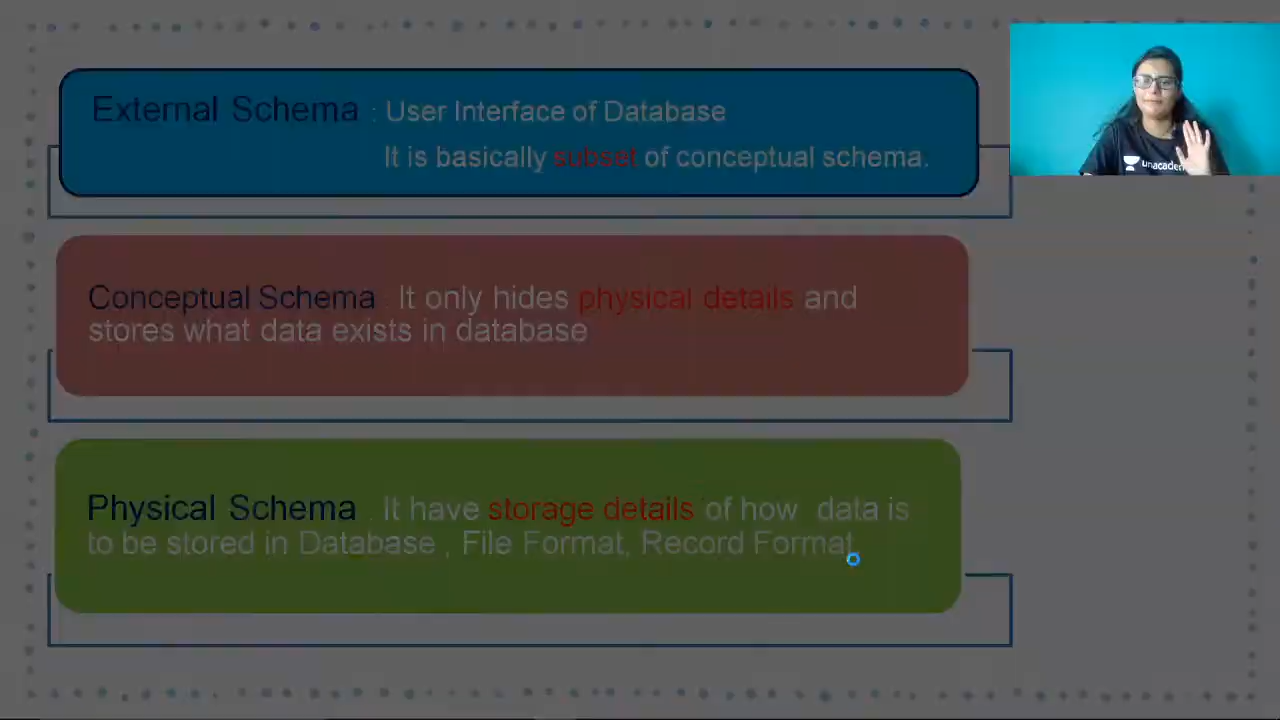 External Schema : User Interface of Database
It is basically subset of conceptual schema.
unacadem
Conceptual Schema : It only hides physical details and
stores what data exists in database
Physical Schema : It have storage details of how data is
to be stored in Database , File Format, Record Format